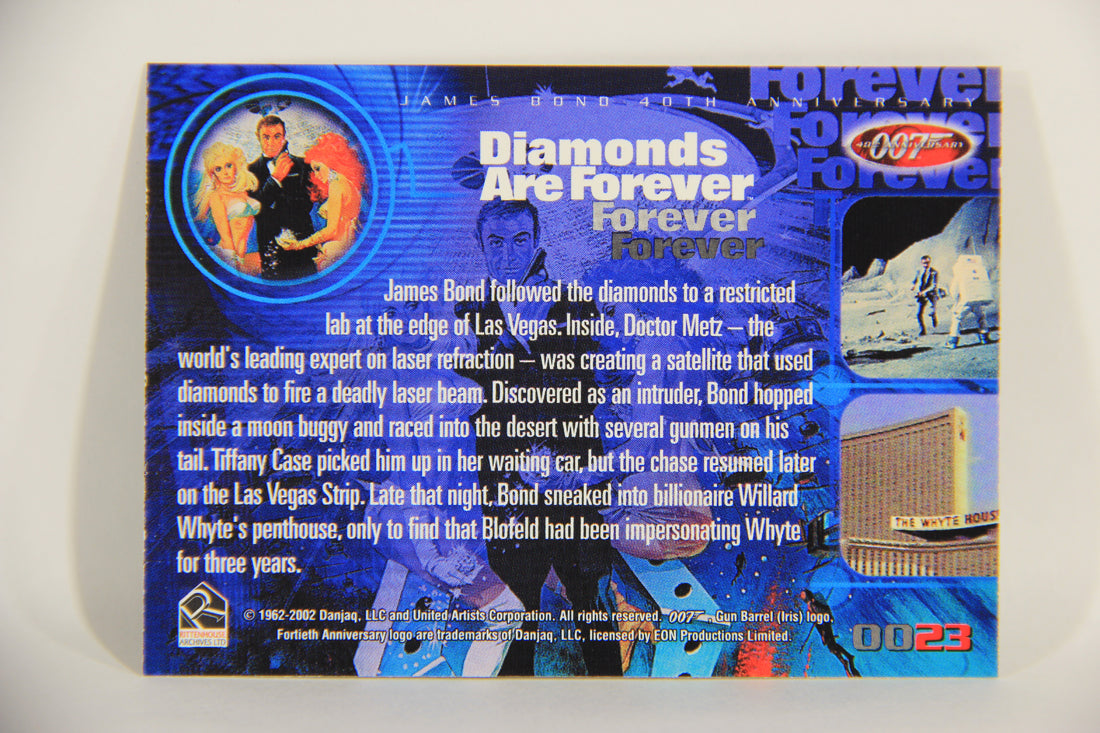 Forever
JAMES BOND 40TH ANNIVERSARY
Forever
Forever
007
40TH ANNIVERSARY
Diamonds
Are Forever™
Forever
Forever
James Bond followed the diamonds to a restricted
lab at the edge of Las Vegas. Inside, Doctor Metz – the
world's leading expert on laser refraction – was creating a satellite that used
diamonds to fire a deadly laser beam. Discovered as an intruder, Bond hopped
inside a moon buggy and raced into the desert with several gunmen on his
tail. Tiffany Case picked him up in her waiting car, but the chase resumed later
on the Las Vegas Strip. Late that night, Bond sneaked into billionaire Willard
Whyte's penthouse, only to find that Blofeld had been impersonating Whyte
for three years.
THE WHYTE HOUS
RITTENHOUSE
ARCHIVES LTD
© 1962-2002 Danjaq, LLC and United Artists Corporation. All rights reserved. 007, Gun Barrel (Iris) logo,
Fortieth Anniversary logo are trademarks of Danjaq, LLC, licensed by EON Productions Limited.
0023